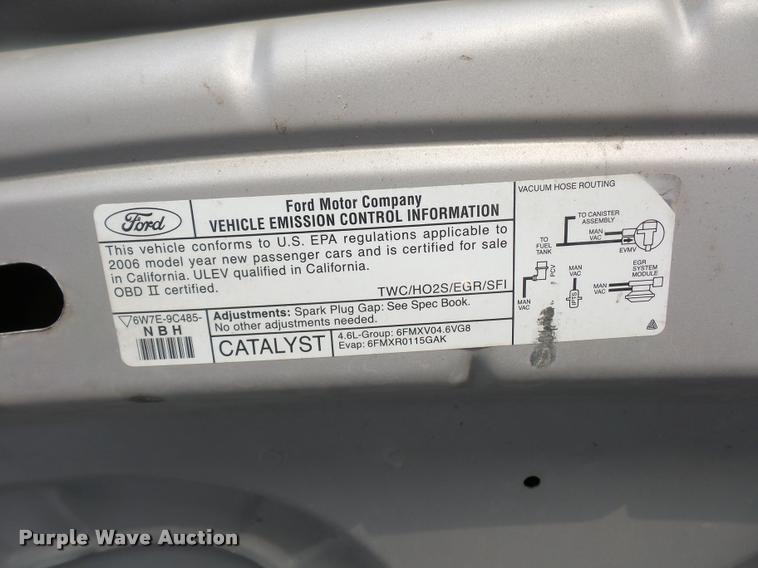 Ford
Ford Motor Company
VEHICLE EMISSION CONTROL INFORMATION
This vehicle conforms to U.S. EPA regulations applicable to
2006 model year new passenger cars and is certified for sale
in California. ULEV qualified in California.
OBD II certified.
TWC/HO2S/EGR/SFI
6W7E-9C485-
NBH
Adjustments: Spark Plug Gap: See Spec Book.
No other adjustments needed.
CATALYST
4.6L-Group: 6FMXV04.6VG8
Evap: 6FMXR0115GAK
VACUUM HOSE ROUTING
TO CANISTER
ASSEMBLY
TO
FUEL
TANK
MAN
VAC
EVMV
PCV
MAN
VAC
EGR
SYSTEM
MODULE
MAN
VAC
FPTS
MAN
VAC
Purple Wave Auction